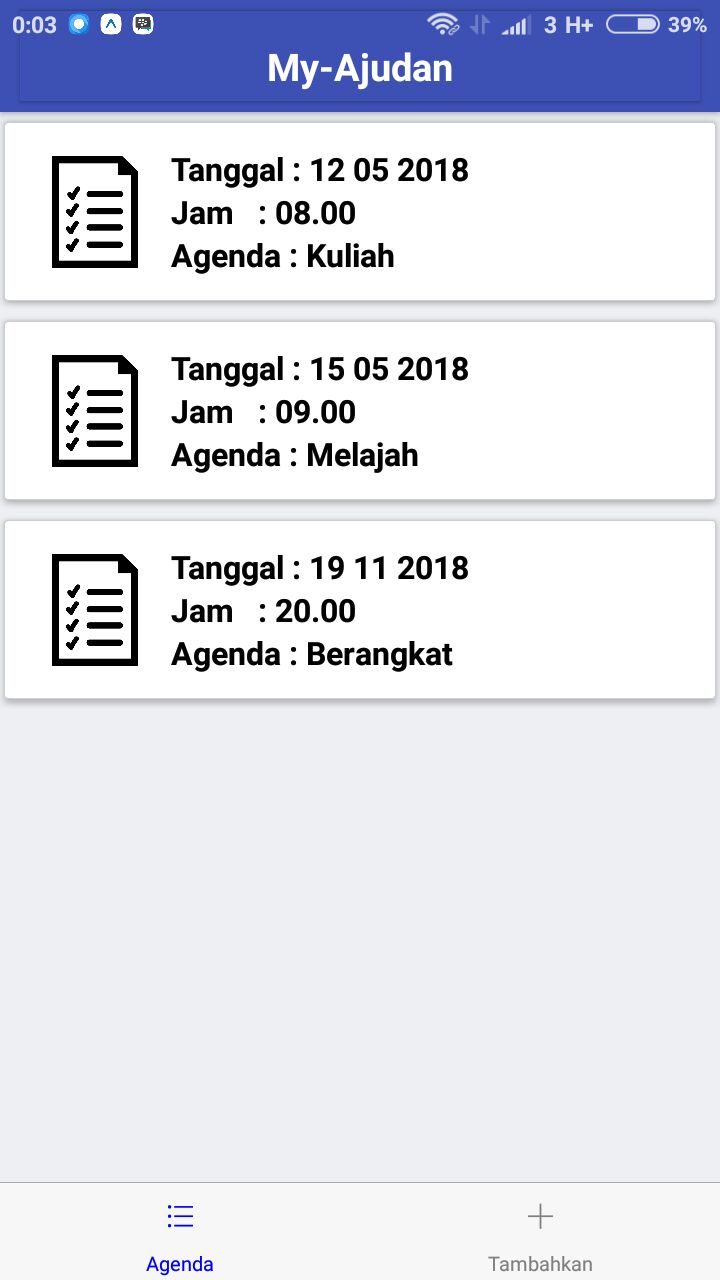 0:03 3 H+ 39%
My-Ajudan
Tanggal : 12 05 2018
Jam : 08.00
Agenda : Kuliah
Tanggal : 15 05 2018
Jam : 09.00
Agenda : Melajah
Tanggal : 19 11 2018
Jam : 20.00
Agenda : Berangkat
Agenda Tambahkan